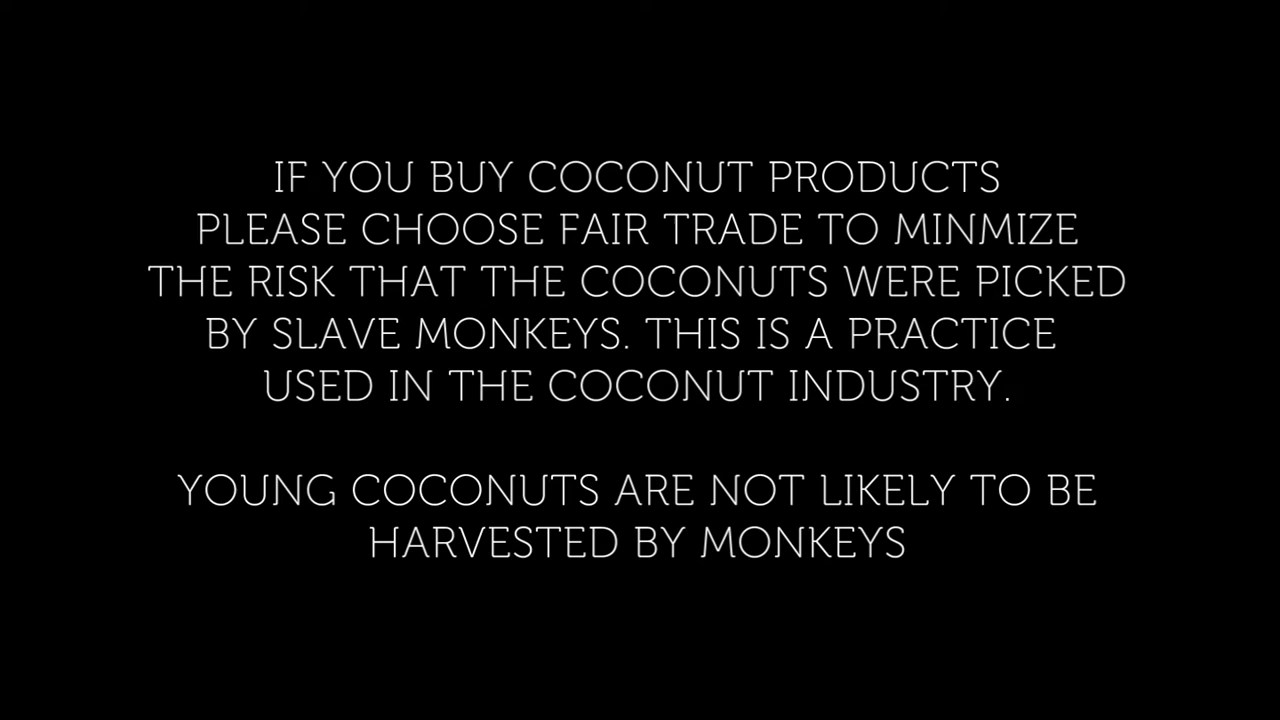 IF YOU BUY COCONUT PRODUCTS
PLEASE CHOOSE FAIR TRADE TO MINMIZE
THE RISK THAT THE COCONUTS WERE PICKED
BY SLAVE MONKEYS. THIS IS A PRACTICE
USED IN THE COCONUT INDUSTRY.
YOUNG COCONUTS ARE NOT LIKELY TO BE
HARVESTED BY MONKEYS